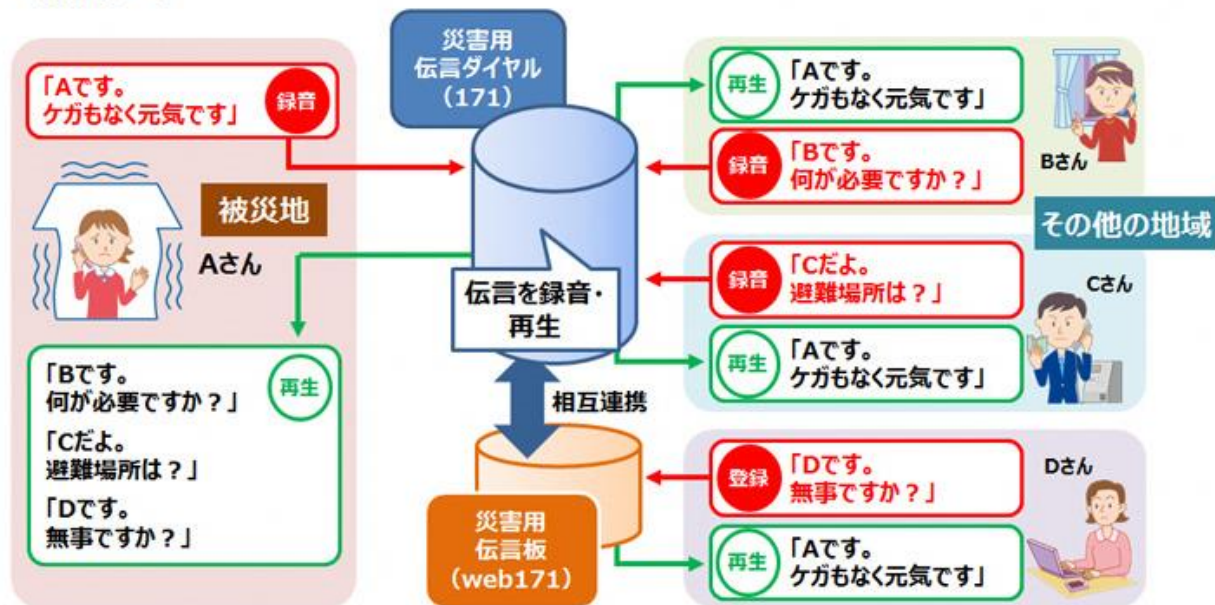 「Aです。
ケガもなく元気です」
録音
被災地
Aさん
「Bです。
何が必要ですか？」
再生
「Cだよ。
避難場所は？」
「Dです。
無事ですか？」
災害用
伝言ダイヤル
（171）
伝言を録音・
再生
相互連携
災害用
伝言板
（web171）
再生
「Aです。
ケガもなく元気です」
録音
「Bです。
何が必要ですか？」
Bさん
その他の地域
録音
「Cだよ。
避難場所は？」
Cさん
再生
「Aです。
ケガもなく元気です」
登録
「Dです。
無事ですか？」
Dさん
再生
「Aです。
ケガもなく元気です」